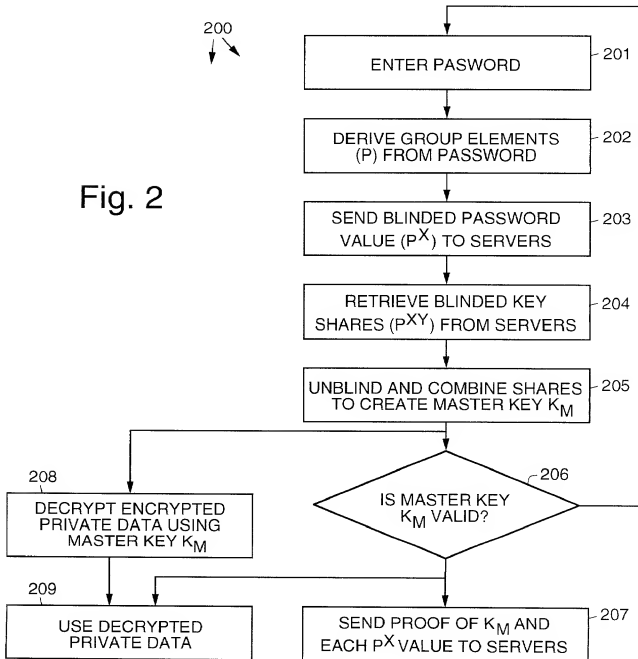 200
201
ENTER PASWORD
202
DERIVE GROUP ELEMENTS
(P) FROM PASSWORD
Fig. 2
203
SEND BLINDED PASSWORD
VALUE (P^X) TO SERVERS
204
RETRIEVE BLINDED KEY
SHARES (P^XY) FROM SERVERS
205
UNBLIND AND COMBINE SHARES
TO CREATE MASTER KEY K_M
206
IS MASTER KEY
K_M VALID?
208
DECRYPT ENCRYPTED
PRIVATE DATA USING
MASTER KEY K_M
209
USE DECRYPTED
PRIVATE DATA
207
SEND PROOF OF K_M AND
EACH P^X VALUE TO SERVERS